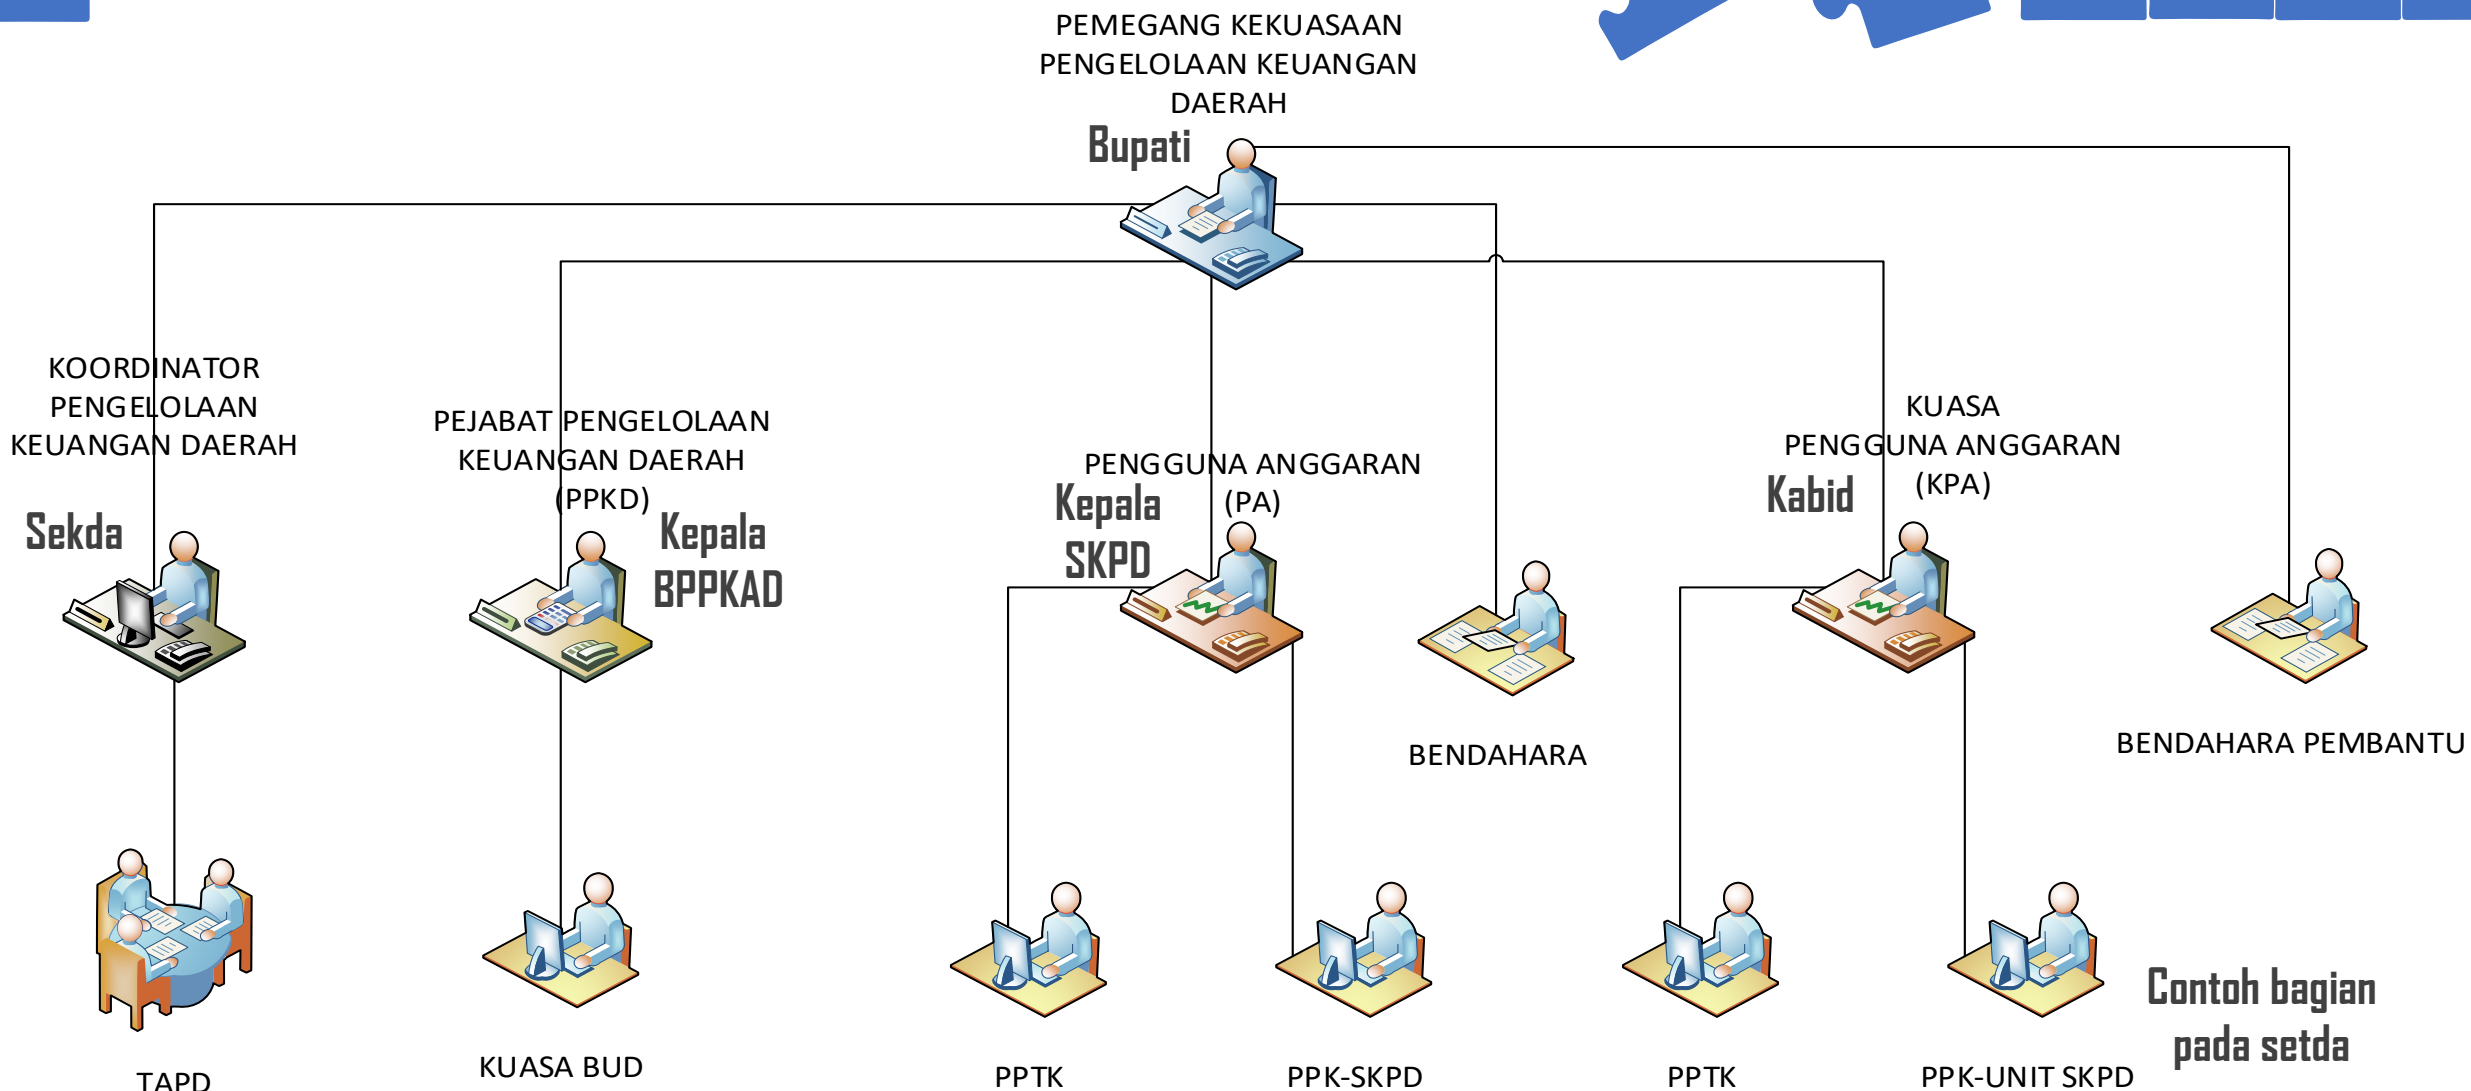 PEMEGANG KEKUASAAN
PENGELOLAAN KEUANGAN
DAERAH
Bupati
KOORDINATOR
PENGELOLAAN
KEUANGAN DAERAH
Sekda
PEJABAT PENGELOLAAN
KEUANGAN DAERAH
(PPKD)
Kepala
BPPKAD
PENGGUNA ANGGARAN
(PA)
Kepala
SKPD
KUASA
PENGGUNA ANGGARAN
(KPA)
Kabid
BENDAHARA
BENDAHARA PEMBANTU
TAPD
KUASA BUD
PPTK
PPK-SKPD
PPTK
PPK-UNIT SKPD
Contoh bagian
pada setda